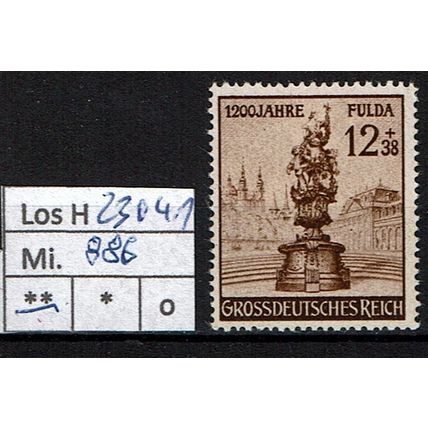 Los H 23041
Mi. 886
** * o
1200 JAHRE FULDA
12+38
GROSSDEUTSCHES REICH